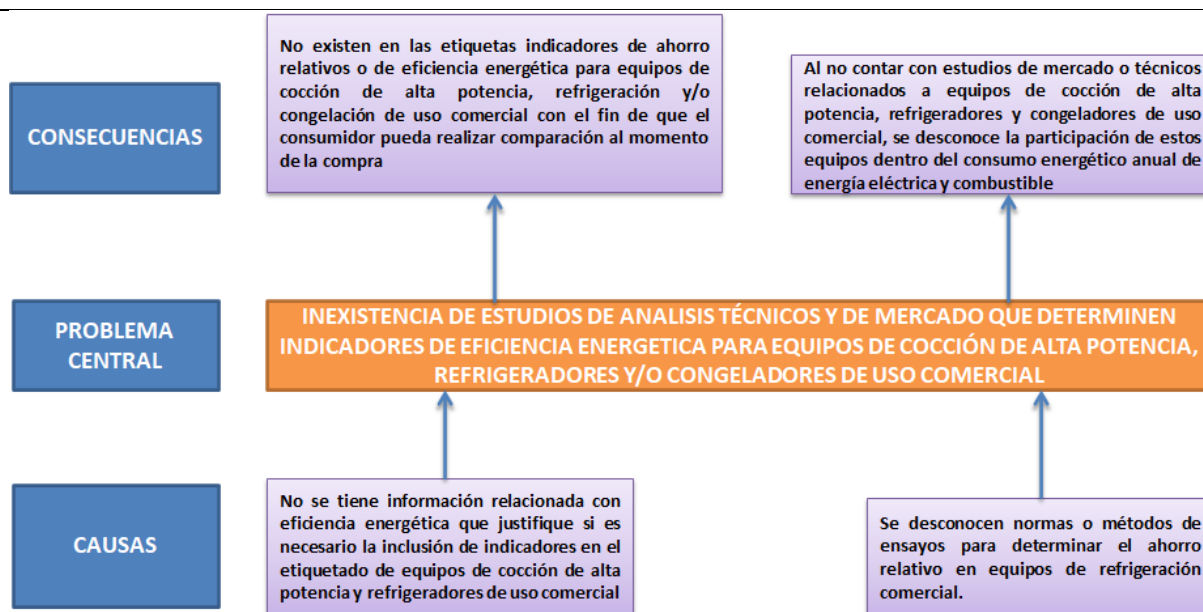 CONSECUENCIAS
No existen en las etiquetas indicadores de ahorro
relativos o de eficiencia energética para equipos de
cocción de alta potencia, refrigeración y/o
congelación de uso comercial con el fin de que el
consumidor pueda realizar comparación al momento
de la compra
Al no contar con estudios de mercado o técnicos
relacionados a equipos de cocción de alta
potencia, refrigeradores y congeladores de uso
comercial, se desconoce la participación de estos
equipos dentro del consumo energético anual de
energía eléctrica y combustible
PROBLEMA
CENTRAL
INEXISTENCIA DE ESTUDIOS DE ANALISIS TÉCNICOS Y DE MERCADO QUE DETERMINEN
INDICADORES DE EFICIENCIA ENERGETICA PARA EQUIPOS DE COCCIÓN DE ALTA POTENCIA,
REFRIGERADORES Y/O CONGELADORES DE USO COMERCIAL
CAUSAS
No se tiene información relacionada con
eficiencia energética que justifique si es
necesario la inclusión de indicadores en el
etiquetado de equipos de cocción de alta
potencia y refrigeradores de uso comercial
Se desconocen normas o métodos de
ensayos para determinar el ahorro
relativo en equipos de refrigeración
comercial.